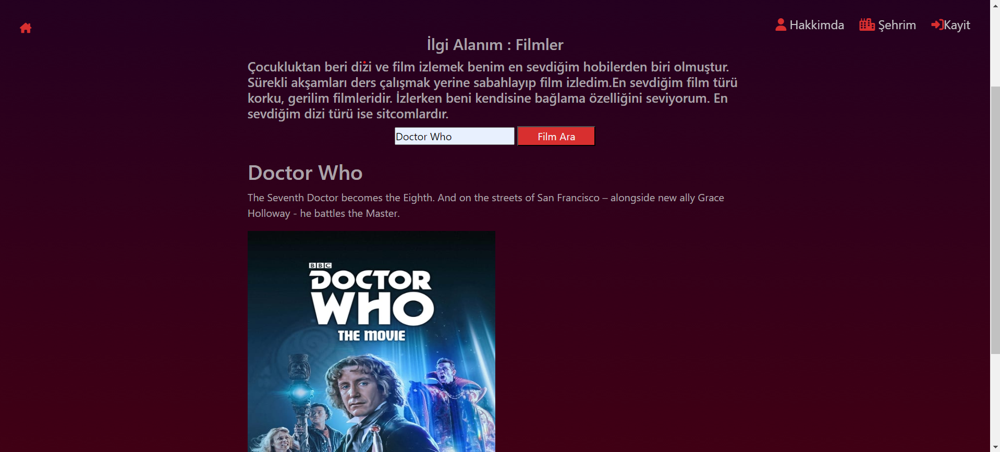 Hakkimda
Şehrim
Kayit
İlgi Alanım : Filmler
Çocukluktan beri dizi ve film izlemek benim en sevdiğim hobilerden biri olmuştur.
Sürekli akşamları ders çalışmak yerine sabahlayıp film izledim.En sevdiğim film türü
korku, gerilim filmleridir. İzlerken beni kendisine bağlama özelliğini seviyorum. En
sevdiğim dizi türü ise sitcomlardır.
Doctor Who
Film Ara
Doctor Who
The Seventh Doctor becomes the Eighth. And on the streets of San Francisco – alongside new ally Grace
Holloway - he battles the Master.
BBC
DOCTOR
WHO
THE MOVIE